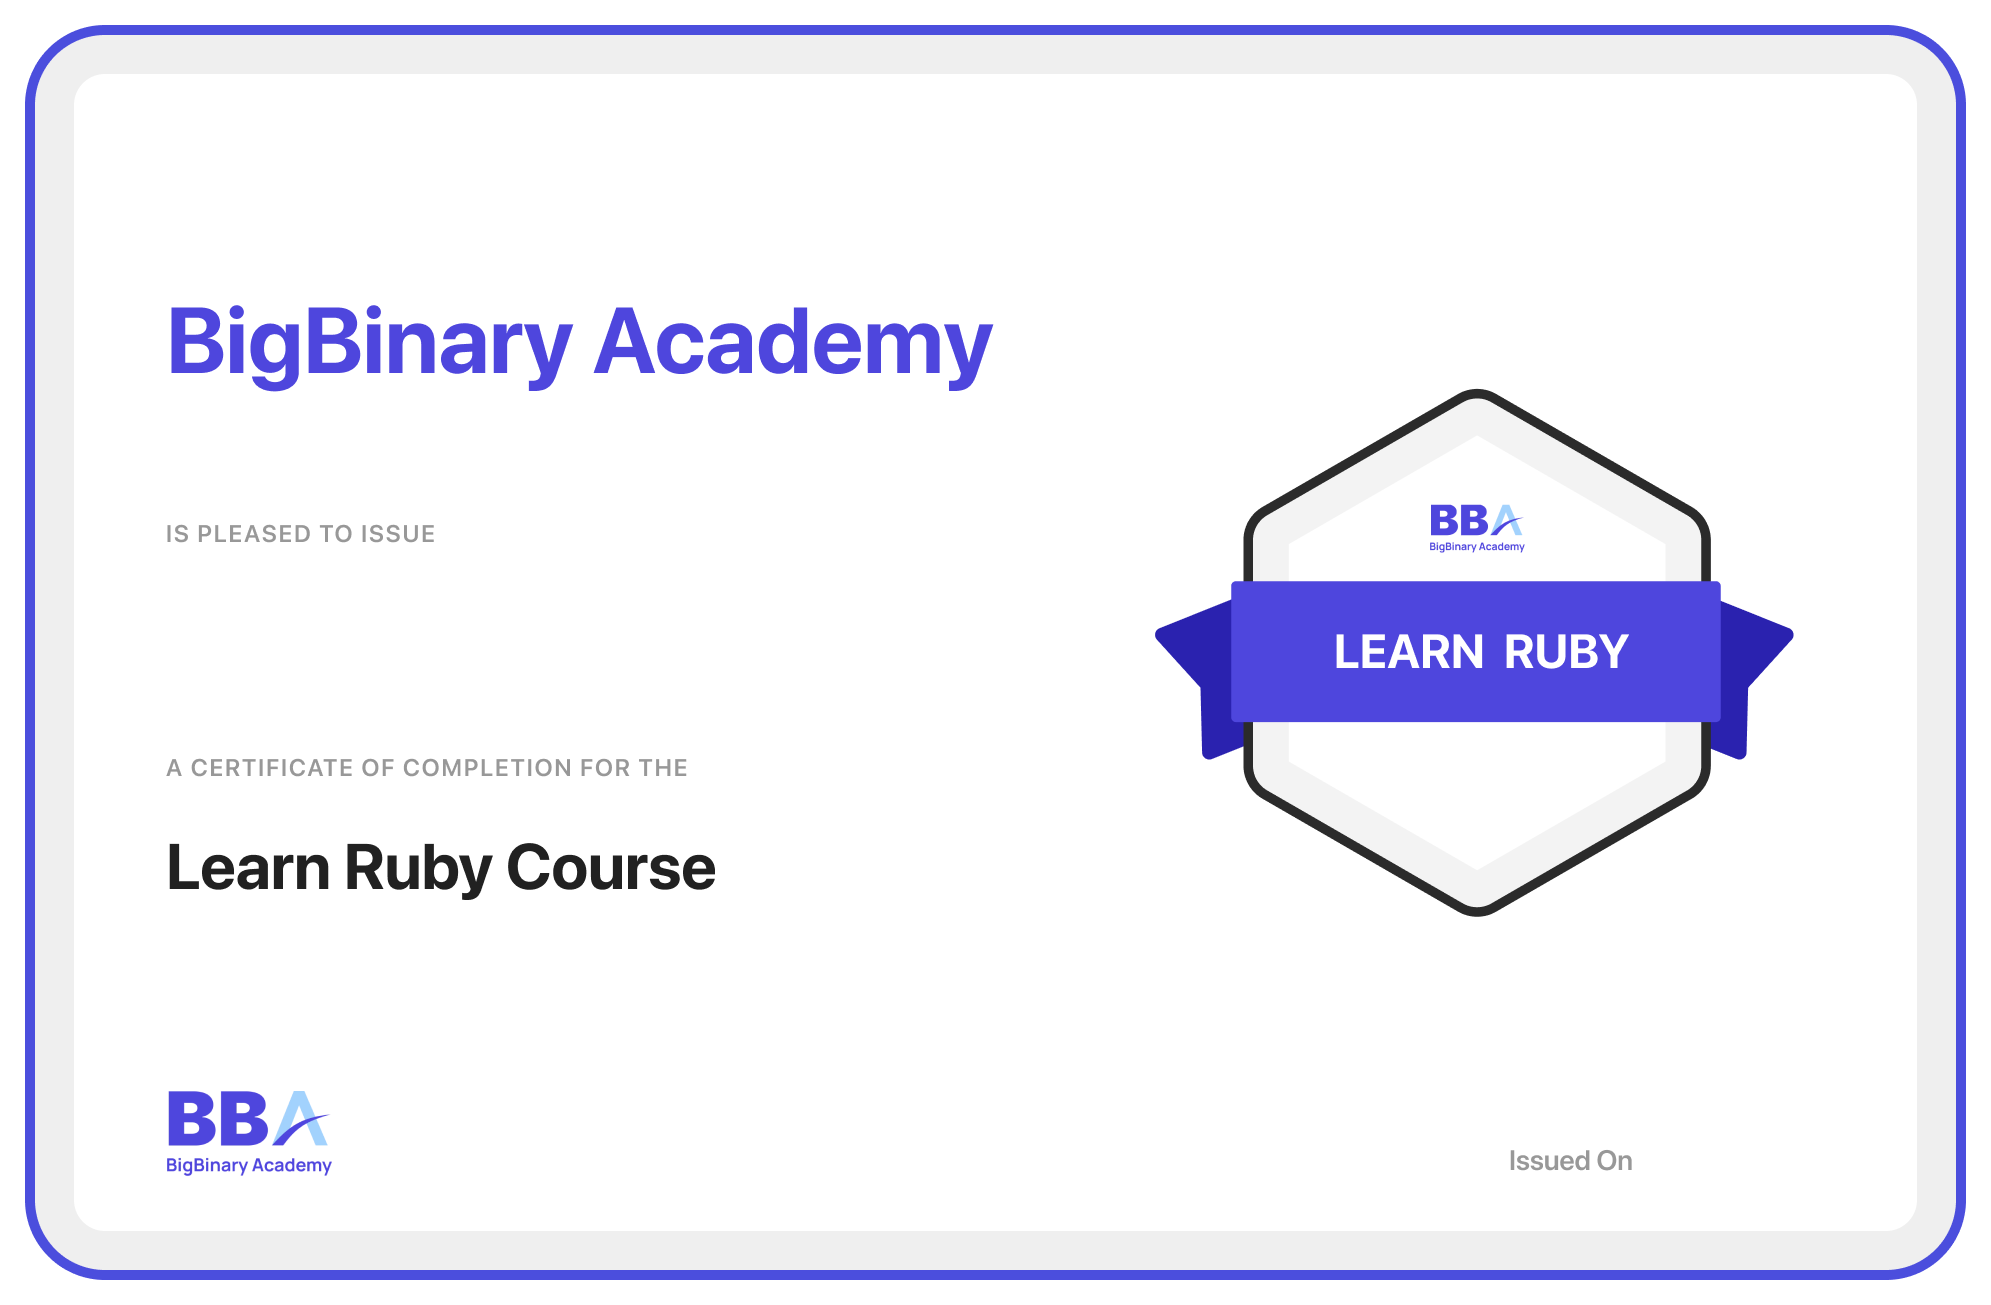 BigBinary Academy
IS PLEASED TO ISSUE
A CERTIFICATE OF COMPLETION FOR THE
Learn Ruby Course
BBA
BigBinary Academy
LEARN RUBY
BBA
BigBinary Academy
Issued On